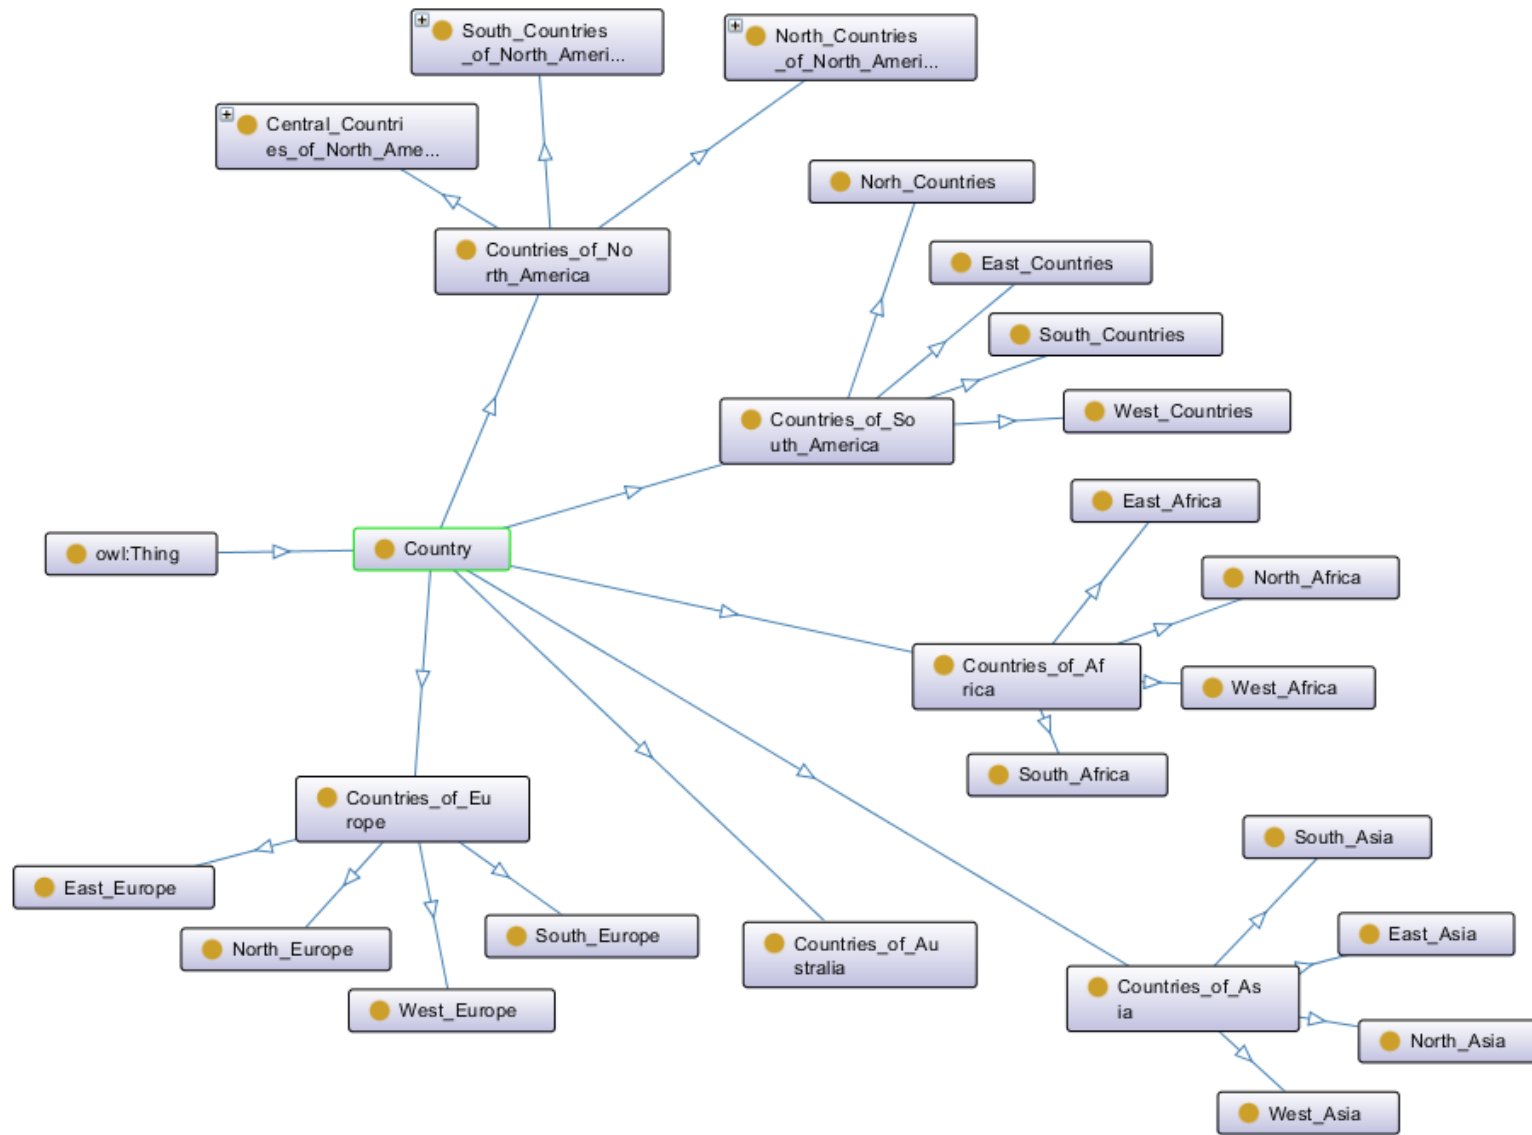 South_Countries
_of_North_Ameri...
North_Countries
_of_North_Ameri...
Central_Countri
es_of_North_Ame...
Norh_Countries
Countries_of_No
rth_America
East_Countries
South_Countries
West_Countries
Countries_of_So
uth_America
East_Africa
owl:Thing
Country
North_Africa
Countries_of_Af
rica
West_Africa
South_Africa
Countries_of_Eu
rope
South_Asia
East_Europe
North_Europe
South_Europe
West_Europe
Countries_of_Au
stralia
East_Asia
Countries_of_As
ia
North_Asia
West_Asia